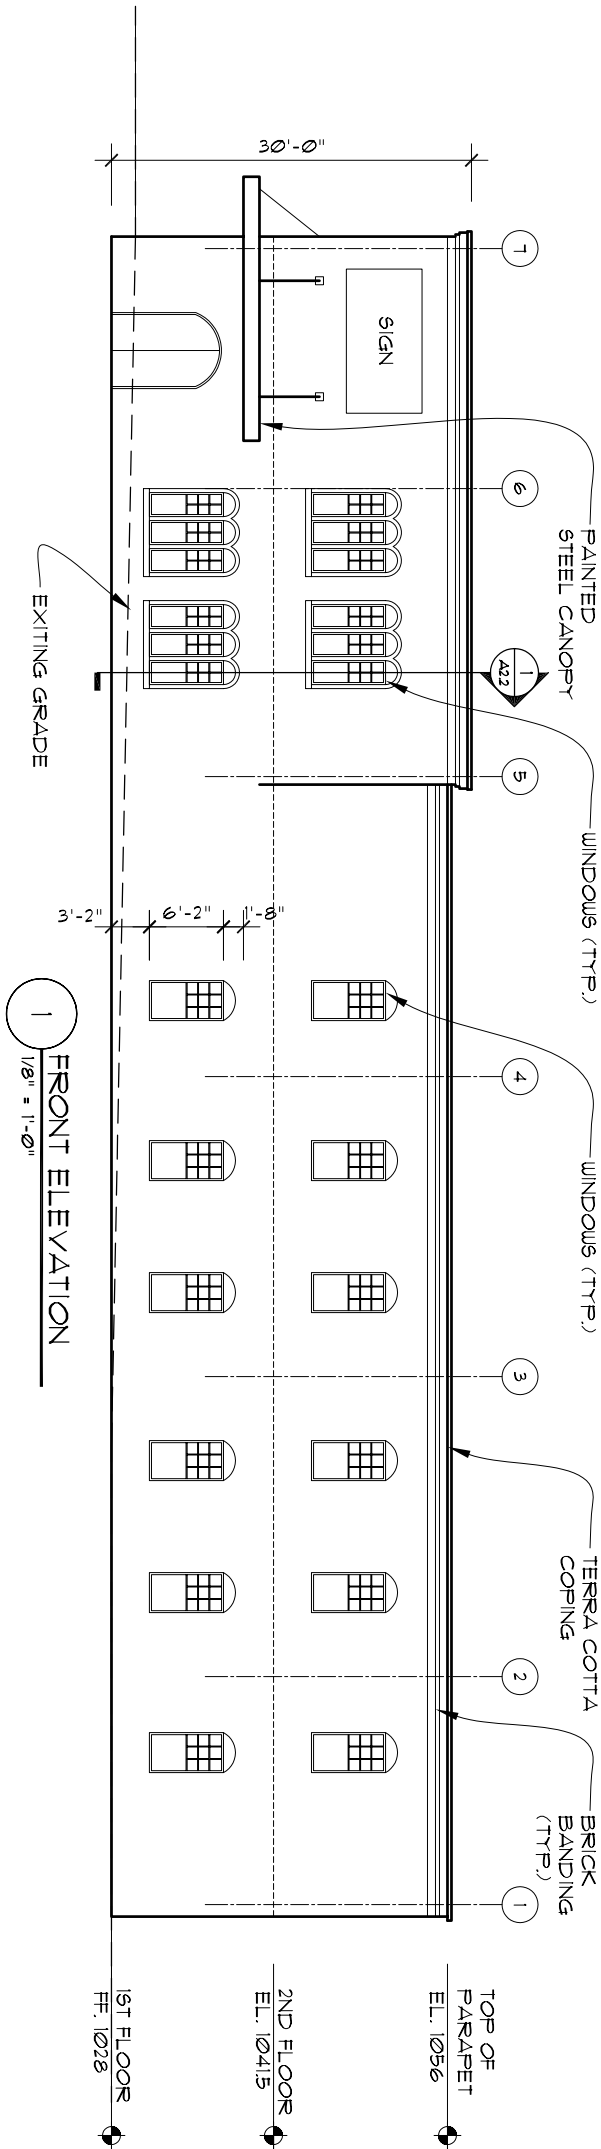 30'-0"
7
SIGN
PAINTED
STEEL CANOPY
6
EXITING GRADE
1
A2.2
5
WINDOWS (TYP.)
3'-2"
6'-2"
1'-8"
WINDOWS (TYP.)
4
1
FRONT ELEVATION
1/8" = 1'-0"
3
TERRA COTTA
COPING
2
BRICK
BANDING
(TYP.)
1
TOP OF
PARAPET
EL. 1056
2ND FLOOR
EL. 1041.5
1ST FLOOR
FF. 1028